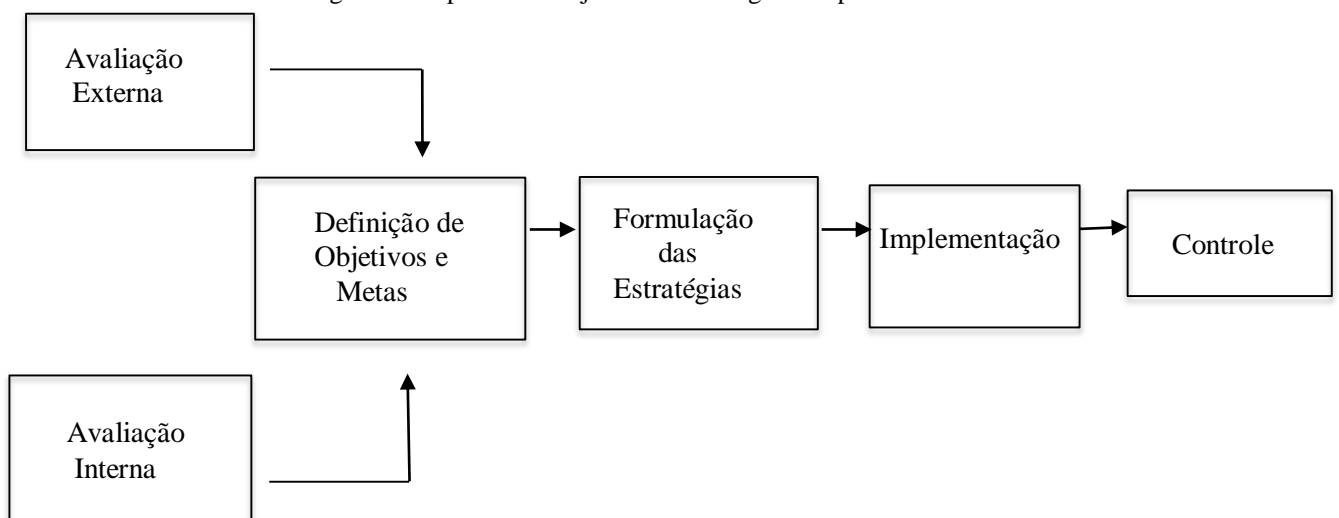 Avaliação
Externa
Definição de
Objetivos e
Metas
Formulação
das
Estratégias
Implementação
Controle
Avaliação
Interna